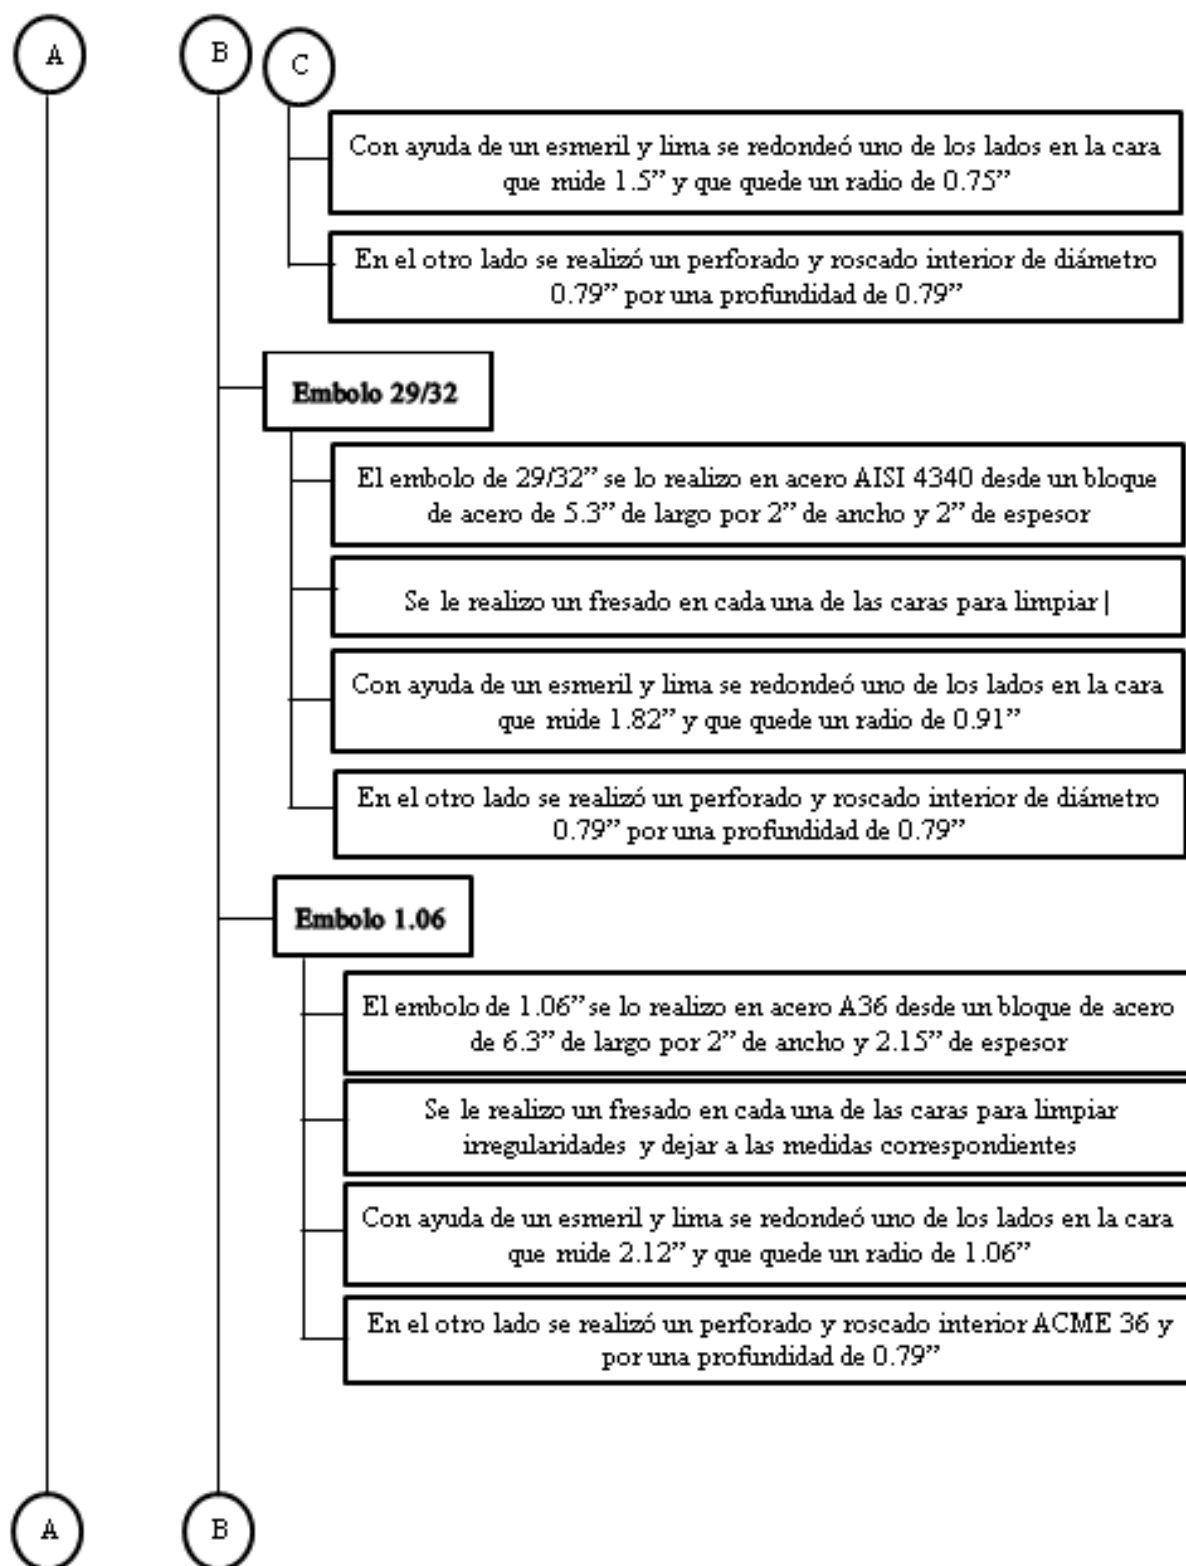 A
B
C
Con ayuda de un esmeril y lima se redondeó uno de los lados en la cara
que mide 1.5” y que quede un radio de 0.75”
En el otro lado se realizó un perforado y roscado interior de diámetro
0.79” por una profundidad de 0.79”
Embolo 29/32
El embolo de 29/32” se lo realizo en acero AISI 4340 desde un bloque
de acero de 5.3” de largo por 2” de ancho y 2” de espesor
Se le realizo un fresado en cada una de las caras para limpiar |
Con ayuda de un esmeril y lima se redondeó uno de los lados en la cara
que mide 1.82” y que quede un radio de 0.91”
En el otro lado se realizó un perforado y roscado interior de diámetro
0.79” por una profundidad de 0.79”
Embolo 1.06
El embolo de 1.06” se lo realizo en acero A36 desde un bloque de acero
de 6.3” de largo por 2” de ancho y 2.15” de espesor
Se le realizo un fresado en cada una de las caras para limpiar
irregularidades y dejar a las medidas correspondientes
Con ayuda de un esmeril y lima se redondeó uno de los lados en la cara
que mide 2.12” y que quede un radio de 1.06”
En el otro lado se realizó un perforado y roscado interior ACME 36 y
por una profundidad de 0.79”
A
B